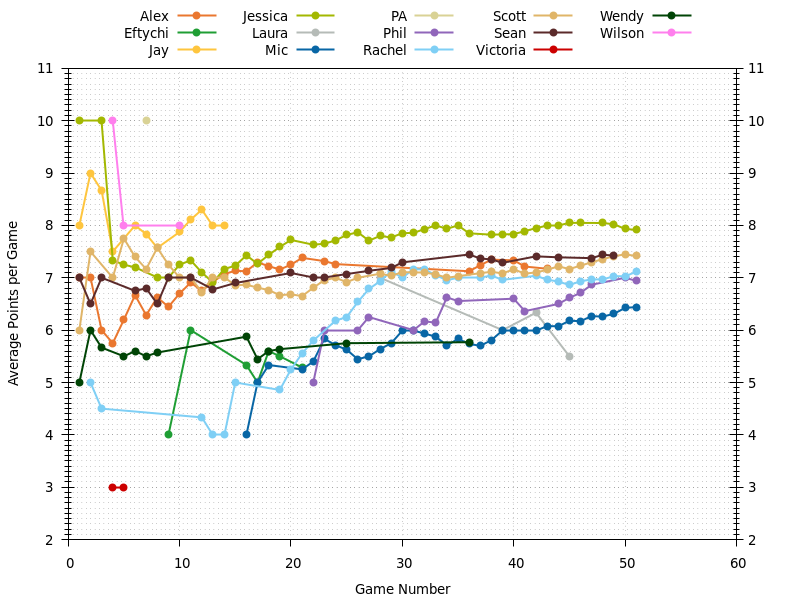 Alex Jessica PA Scott Wendy
Eftychi Laura Phil Sean Wilson
Jay Mic Rachel Victoria
11 11
10 10
9 9
8 8
7 7
6 6
5 5
4 4
3 3
2 2
0 10 20 30 40 50 60
Average Points per Game
Game Number